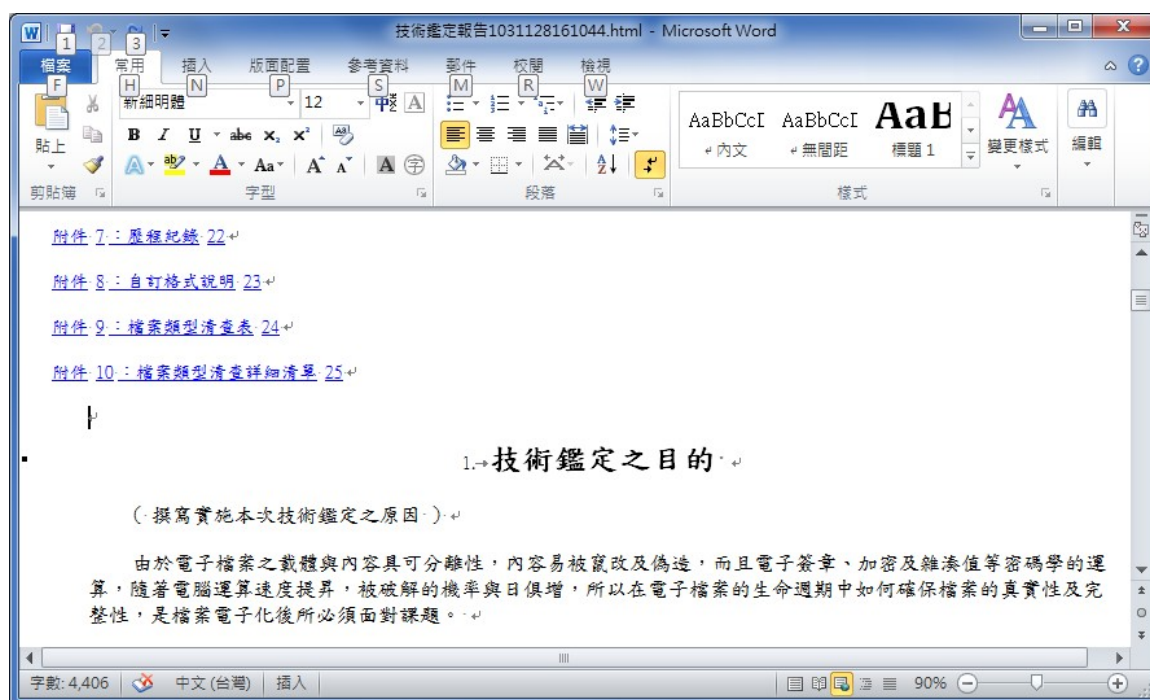 技術鑑定報告1031128161044.html - Microsoft Word
1 2 3
檔案 常用 插入 版面配置 參考資料 郵件 校閱 檢視
F H N P S M R W
新細明體 12
貼上
B I U abc x₂ x²
A ab A Aa A A A 字
AaBbCcI AaBbCcI AaB
內文 無間距 標題 1
變更樣式 編輯
剪貼簿 字型 段落 樣式
附件 7 :歷程紀錄 22
附件 8 :自訂格式說明 23
附件 9 :檔案類型清查表 24
附件 10 :檔案類型清查詳細清單 25
1.→技術鑑定之目的
( 撰寫實施本次技術鑑定之原因 )
由於電子檔案之載體與內容具可分離性,內容易被竄改及偽造,而且電子簽章、加密及雜湊值等密碼學的運
算,隨著電腦運算速度提昇,被破解的機率與日俱增,所以在電子檔案的生命週期中如何確保檔案的真實性及完
整性,是檔案電子化後所必須面對課題。
字數: 4,406 中文 (台灣) 插入 90%